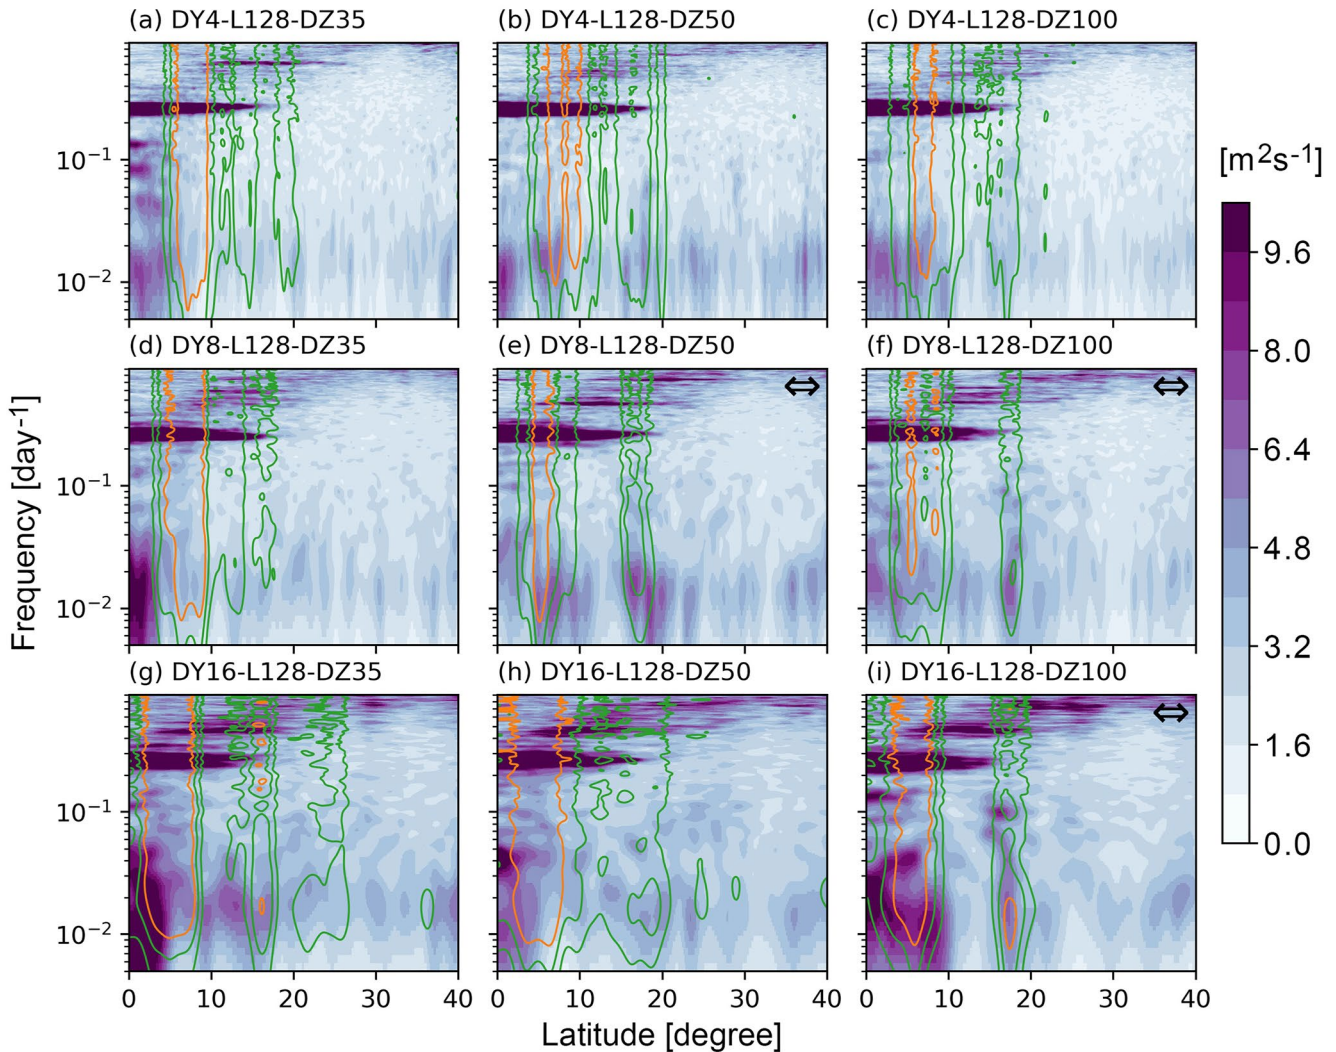 (a) DY4-L128-DZ35
(b) DY4-L128-DZ50
(c) DY4-L128-DZ100
10⁻¹
10⁻²
[m²s⁻¹]
9.6
8.0
6.4
4.8
3.2
1.6
0.0
(d) DY8-L128-DZ35
(e) DY8-L128-DZ50
(f) DY8-L128-DZ100
10⁻¹
10⁻²
Frequency [day⁻¹]
(g) DY16-L128-DZ35
(h) DY16-L128-DZ50
(i) DY16-L128-DZ100
10⁻¹
10⁻²
0 10 20 30 40
0 10 20 30 40
0 10 20 30 40
Latitude [degree]